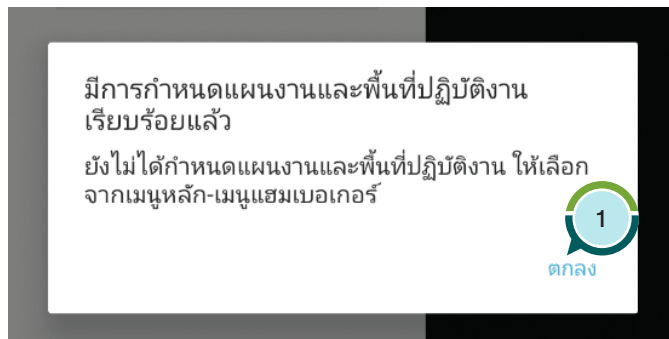 มีการกำหนดแผนงานและพื้นที่ปฏิบัติงาน
เรียบร้อยแล้ว
ยังไม่ได้กำหนดแผนงานและพื้นที่ปฏิบัติงาน ให้เลือก
จากเมนูหลัก-เมนูแฮมเบอเกอร์
1
ตกลง